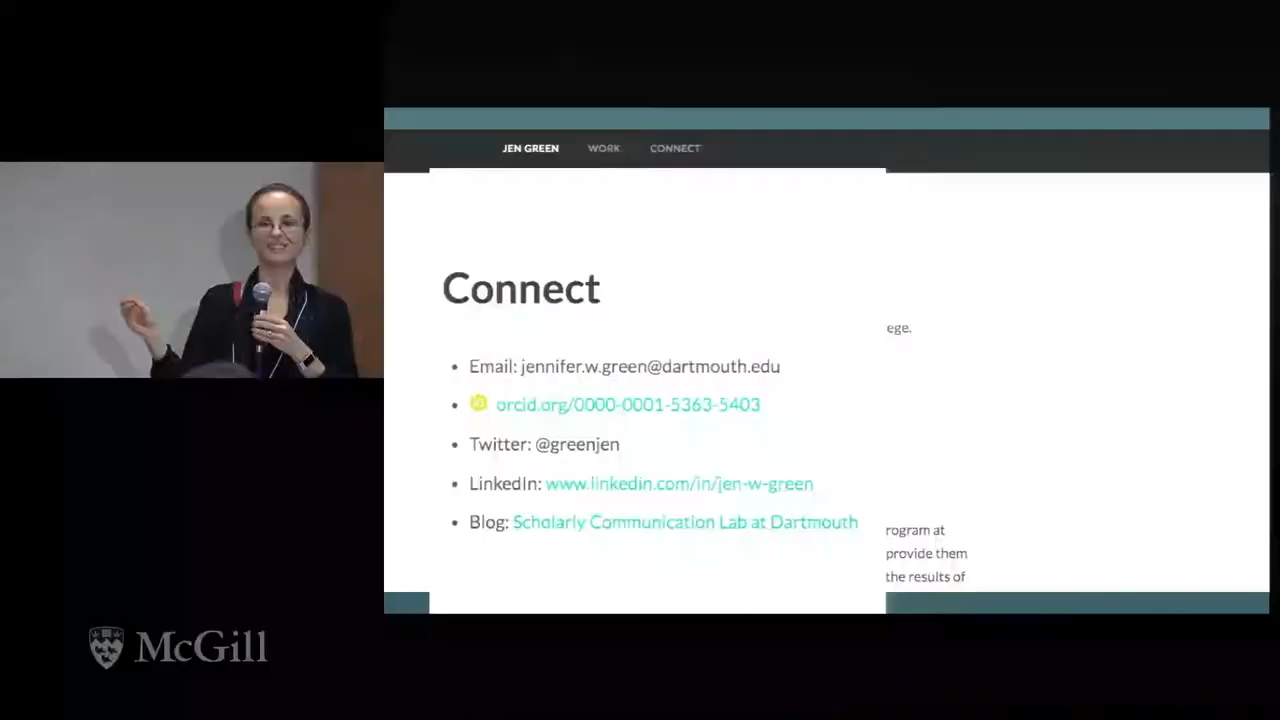 JEN GREEN WORK CONNECT
Connect
ege.
• Email: jennifer.w.green@dartmouth.edu
• iD orcid.org/0000-0001-5363-5403
• Twitter: @greenjen
• LinkedIn: www.linkedin.com/in/jen-w-green
• Blog: Scholarly Communication Lab at Dartmouth
rogram at
provide them
the results of
McGill